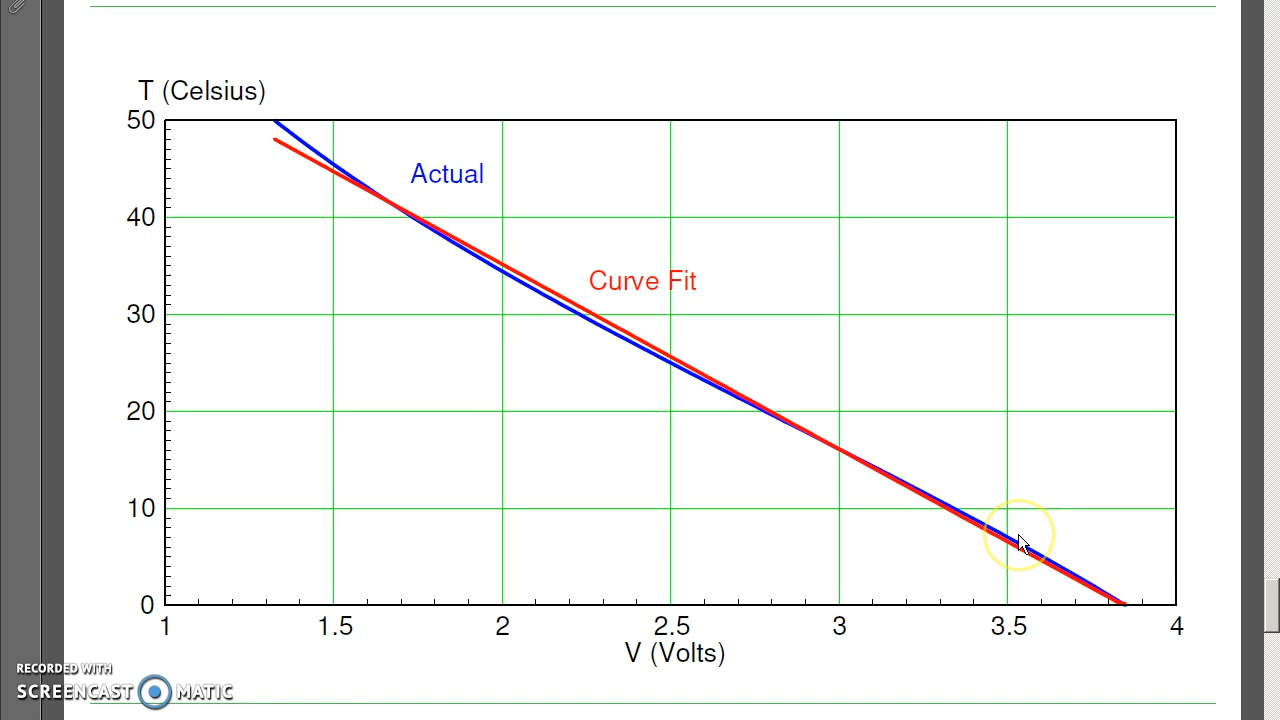 T (Celsius)
50
Actual
40
Curve Fit
30
20
10
0
1 1.5 2 2.5 3 3.5 4
V (Volts)
RECORDED WITH
SCREENCAST MATIC